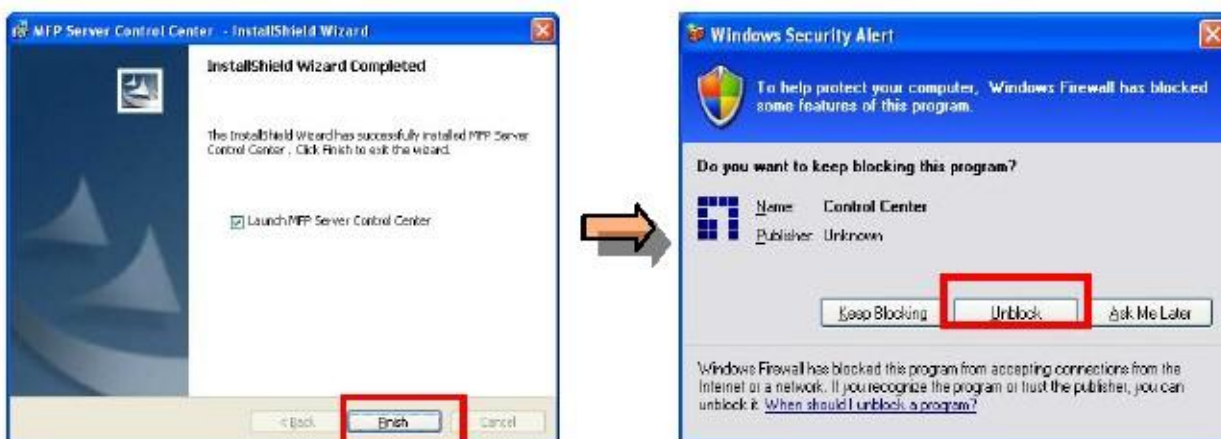 MFP Server Control Center - InstallShield Wizard
InstallShield Wizard Completed
The InstallShield Wizard has successfully installed MFP Server
Control Center . Click Finish to exit the wizard.
Launch MFP Server Control Center
< Back
Finish
Cancel
Windows Security Alert
To help protect your computer, Windows Firewall has blocked
some features of this program.
Do you want to keep blocking this program?
Name: Control Center
Publisher: Unknown
Keep Blocking
Unblock
Ask Me Later
Windows Firewall has blocked this program from accepting connections from the
Internet or a network. If you recognize the program or trust the publisher, you can
unblock it. When should I unblock a program?